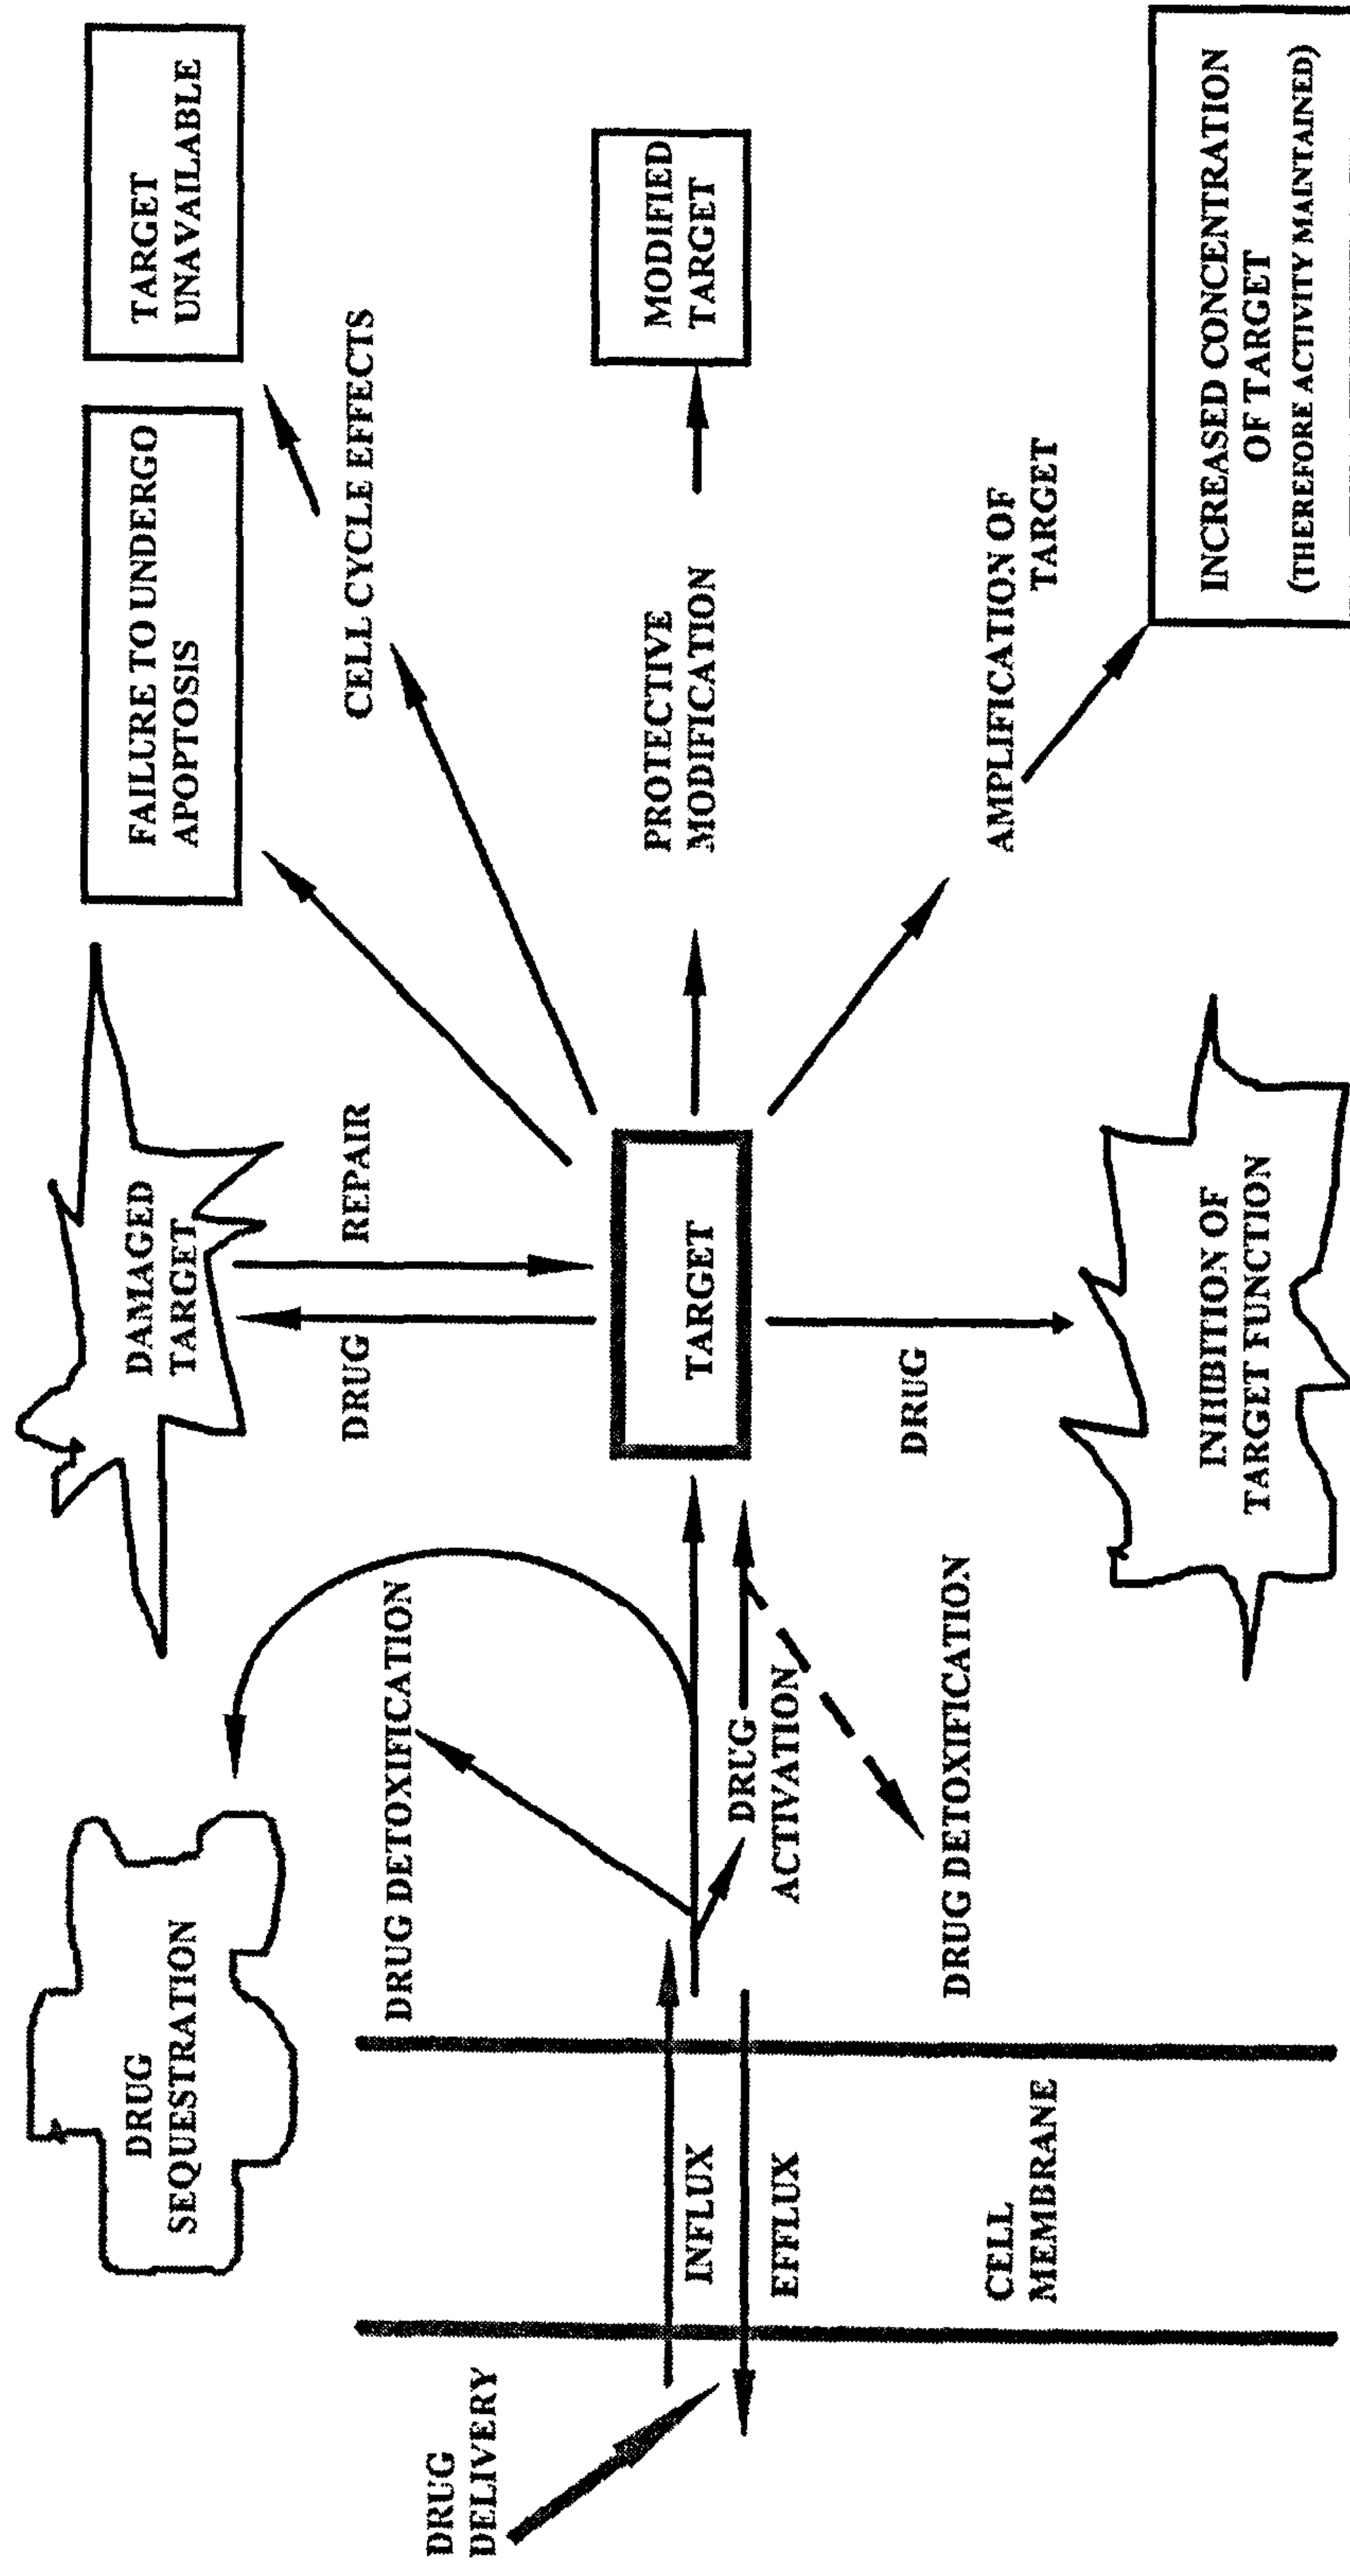 DRUG
DELIVERY
INFLUX
EFFLUX
CELL
MEMBRANE
DRUG
SEQUESTRATION
DRUG DETOXIFICATION
DRUG
ACTIVATION
DRUG DETOXIFICATION
DAMAGED
TARGET
DRUG
REPAIR
TARGET
DRUG
INHIBITION OF
TARGET FUNCTION
FAILURE TO UNDERGO
APOPTOSIS
CELL CYCLE EFFECTS
TARGET
UNAVAILABLE
PROTECTIVE
MODIFICATION
MODIFIED
TARGET
AMPLIFICATION OF
TARGET
INCREASED CONCENTRATION
OF TARGET
(THEREFORE ACTIVITY MAINTAINED)